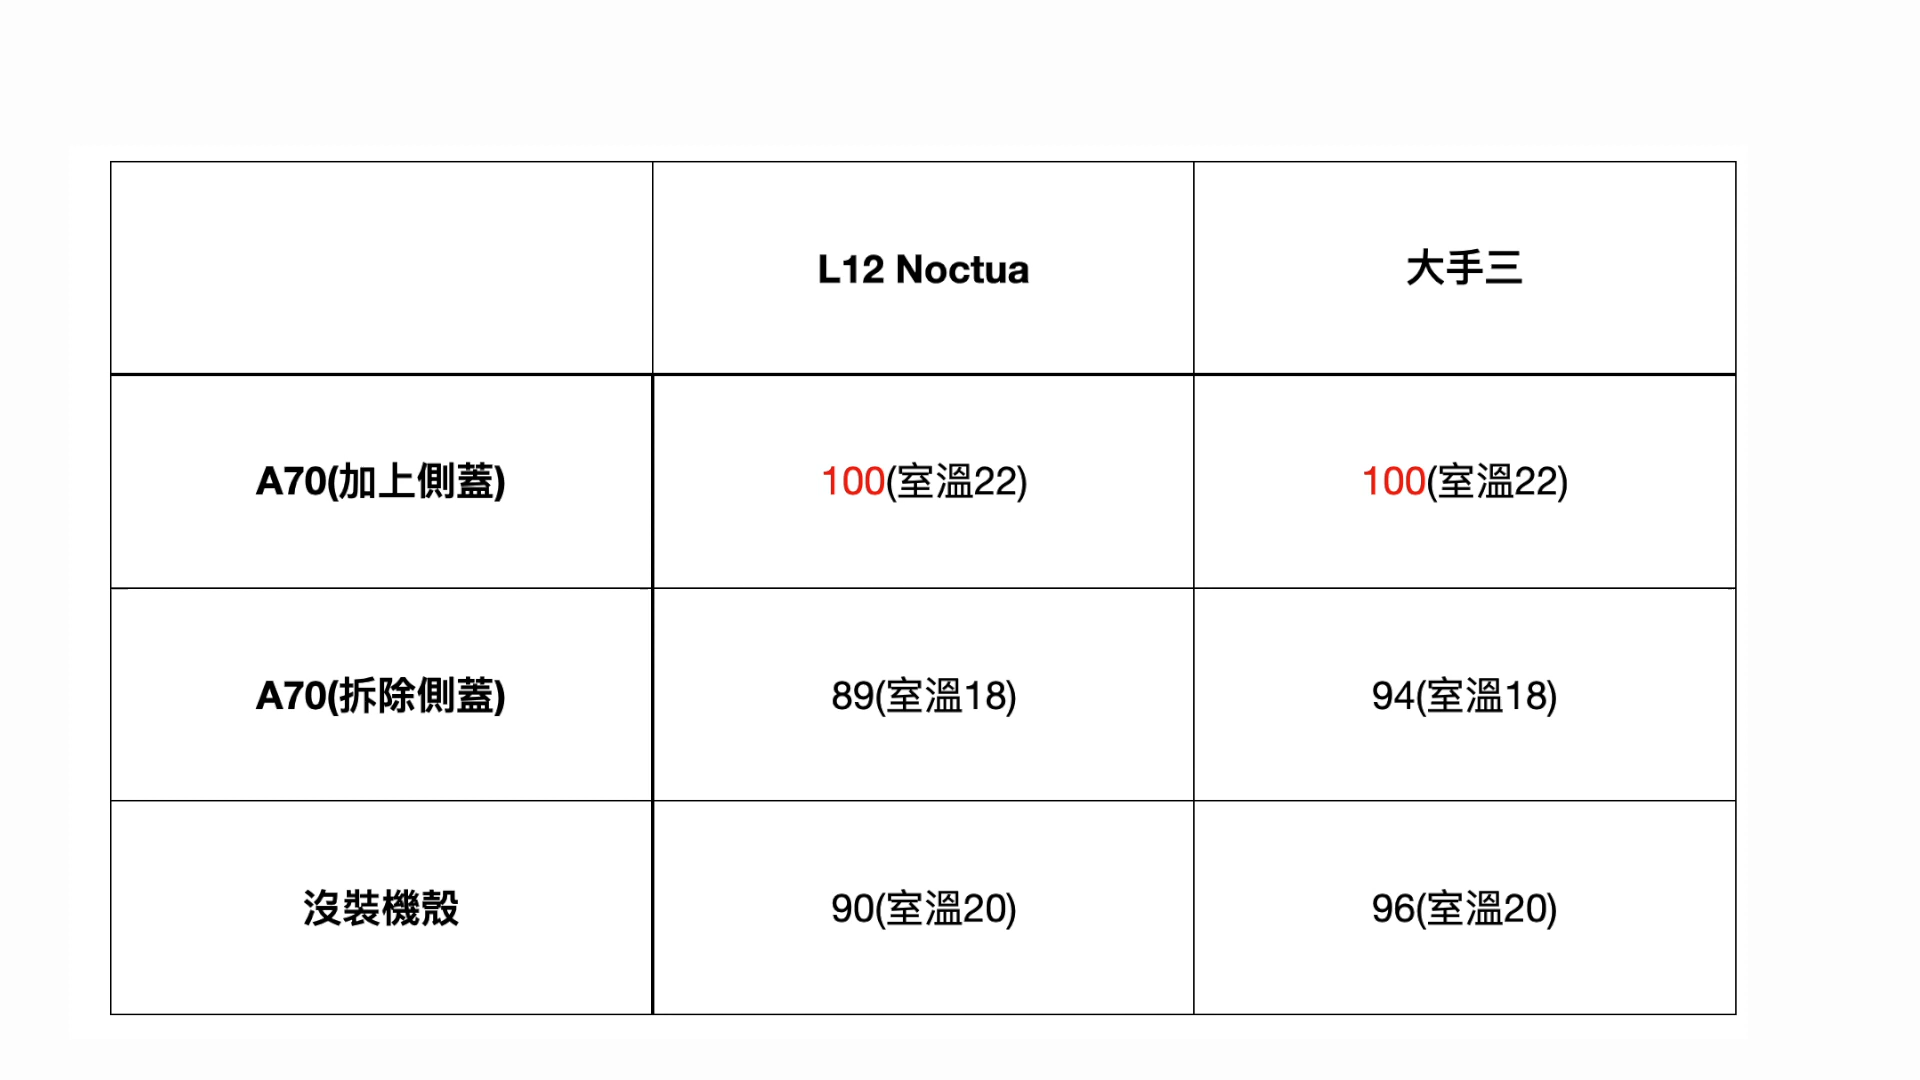 L12 Noctua
大手三
A70(加上側蓋)
100(室溫22)
100(室溫22)
A70(拆除側蓋)
89(室溫18)
94(室溫18)
沒裝機殼
90(室溫20)
96(室溫20)